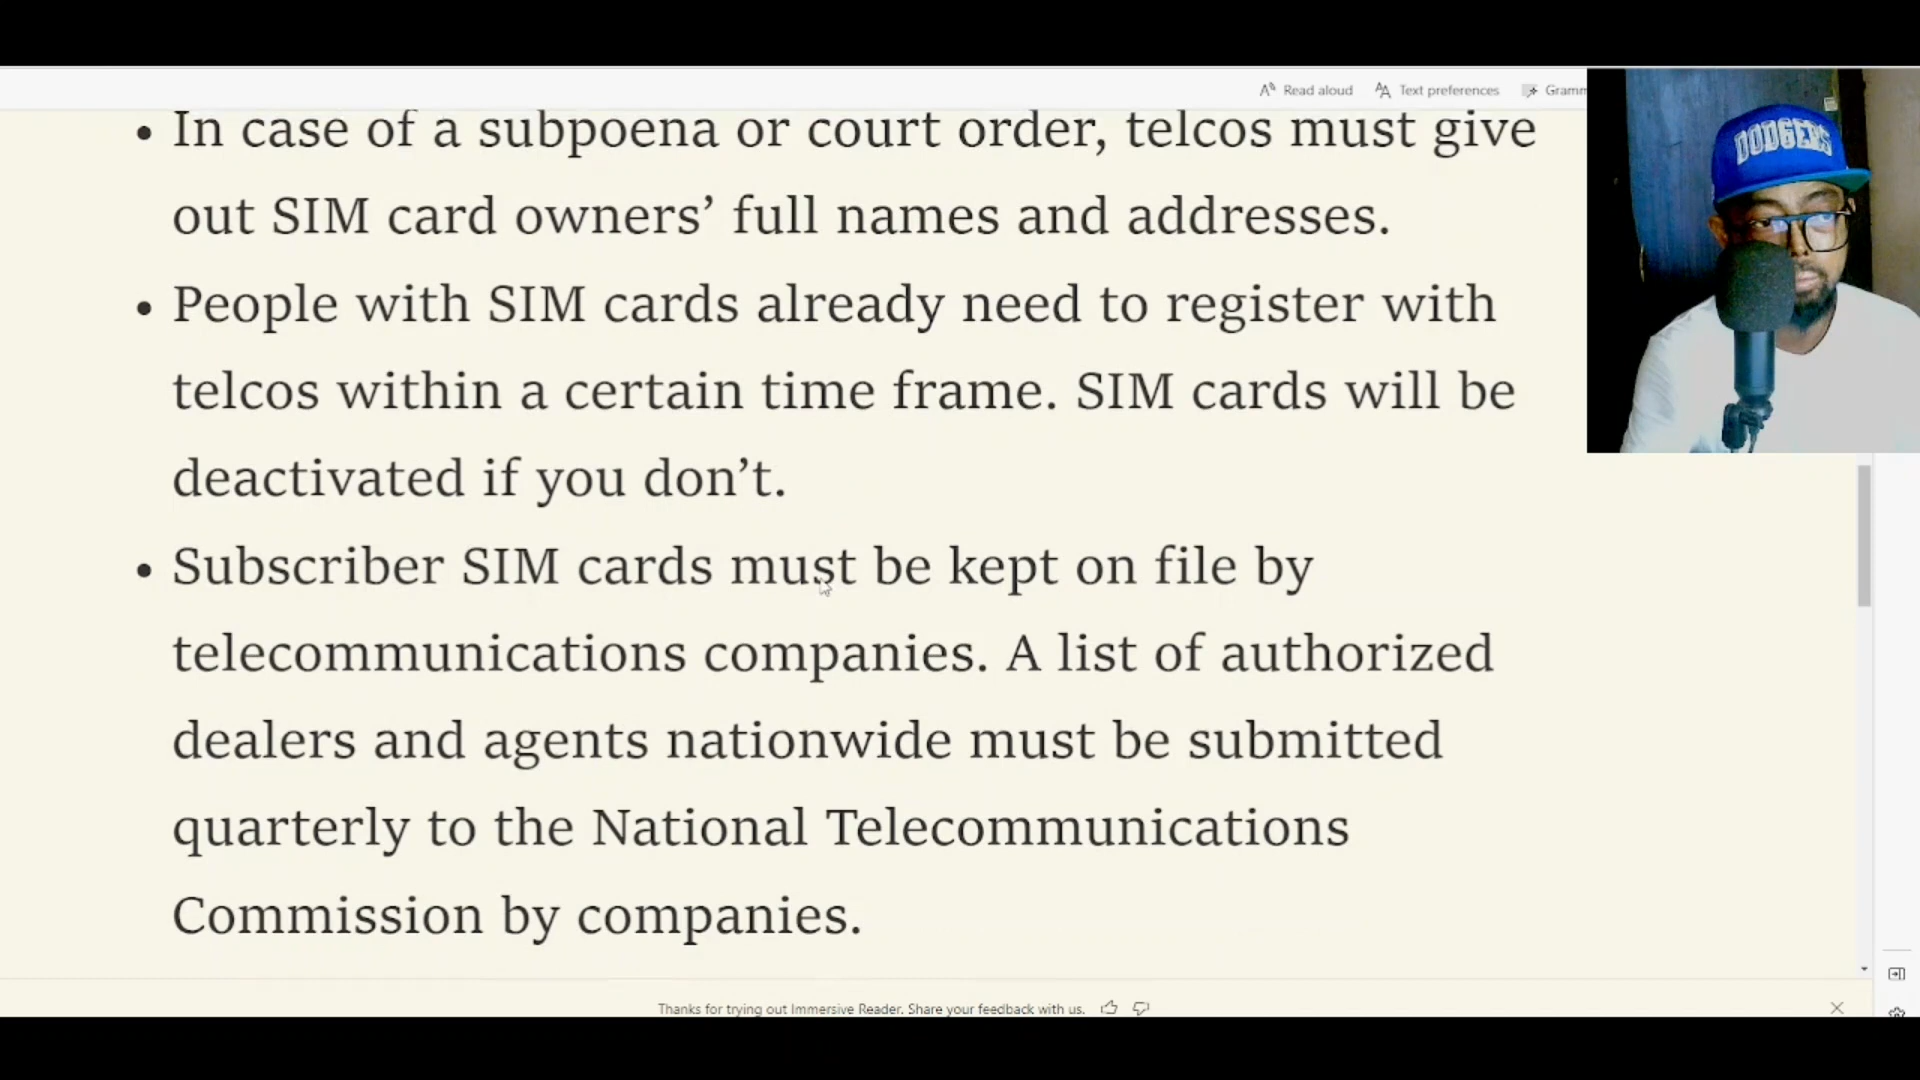 Read aloud
Text preferences
Gramm
DODGERS
• In case of a subpoena or court order, telcos must give
out SIM card owners’ full names and addresses.
• People with SIM cards already need to register with
telcos within a certain time frame. SIM cards will be
deactivated if you don’t.
• Subscriber SIM cards must be kept on file by
telecommunications companies. A list of authorized
dealers and agents nationwide must be submitted
quarterly to the National Telecommunications
Commission by companies.
Thanks for trying out Immersive Reader. Share your feedback with us.